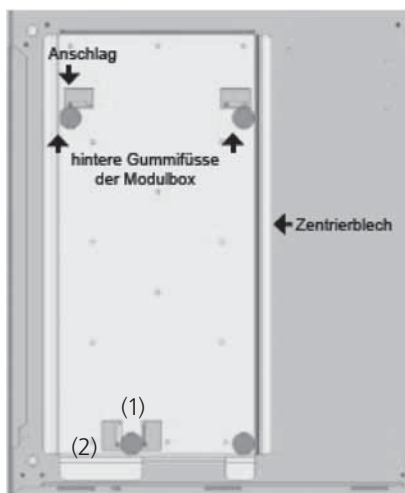 Anschlag
hintere Gummifüsse
der Modulbox
Zentrierblech
(1)
(2)